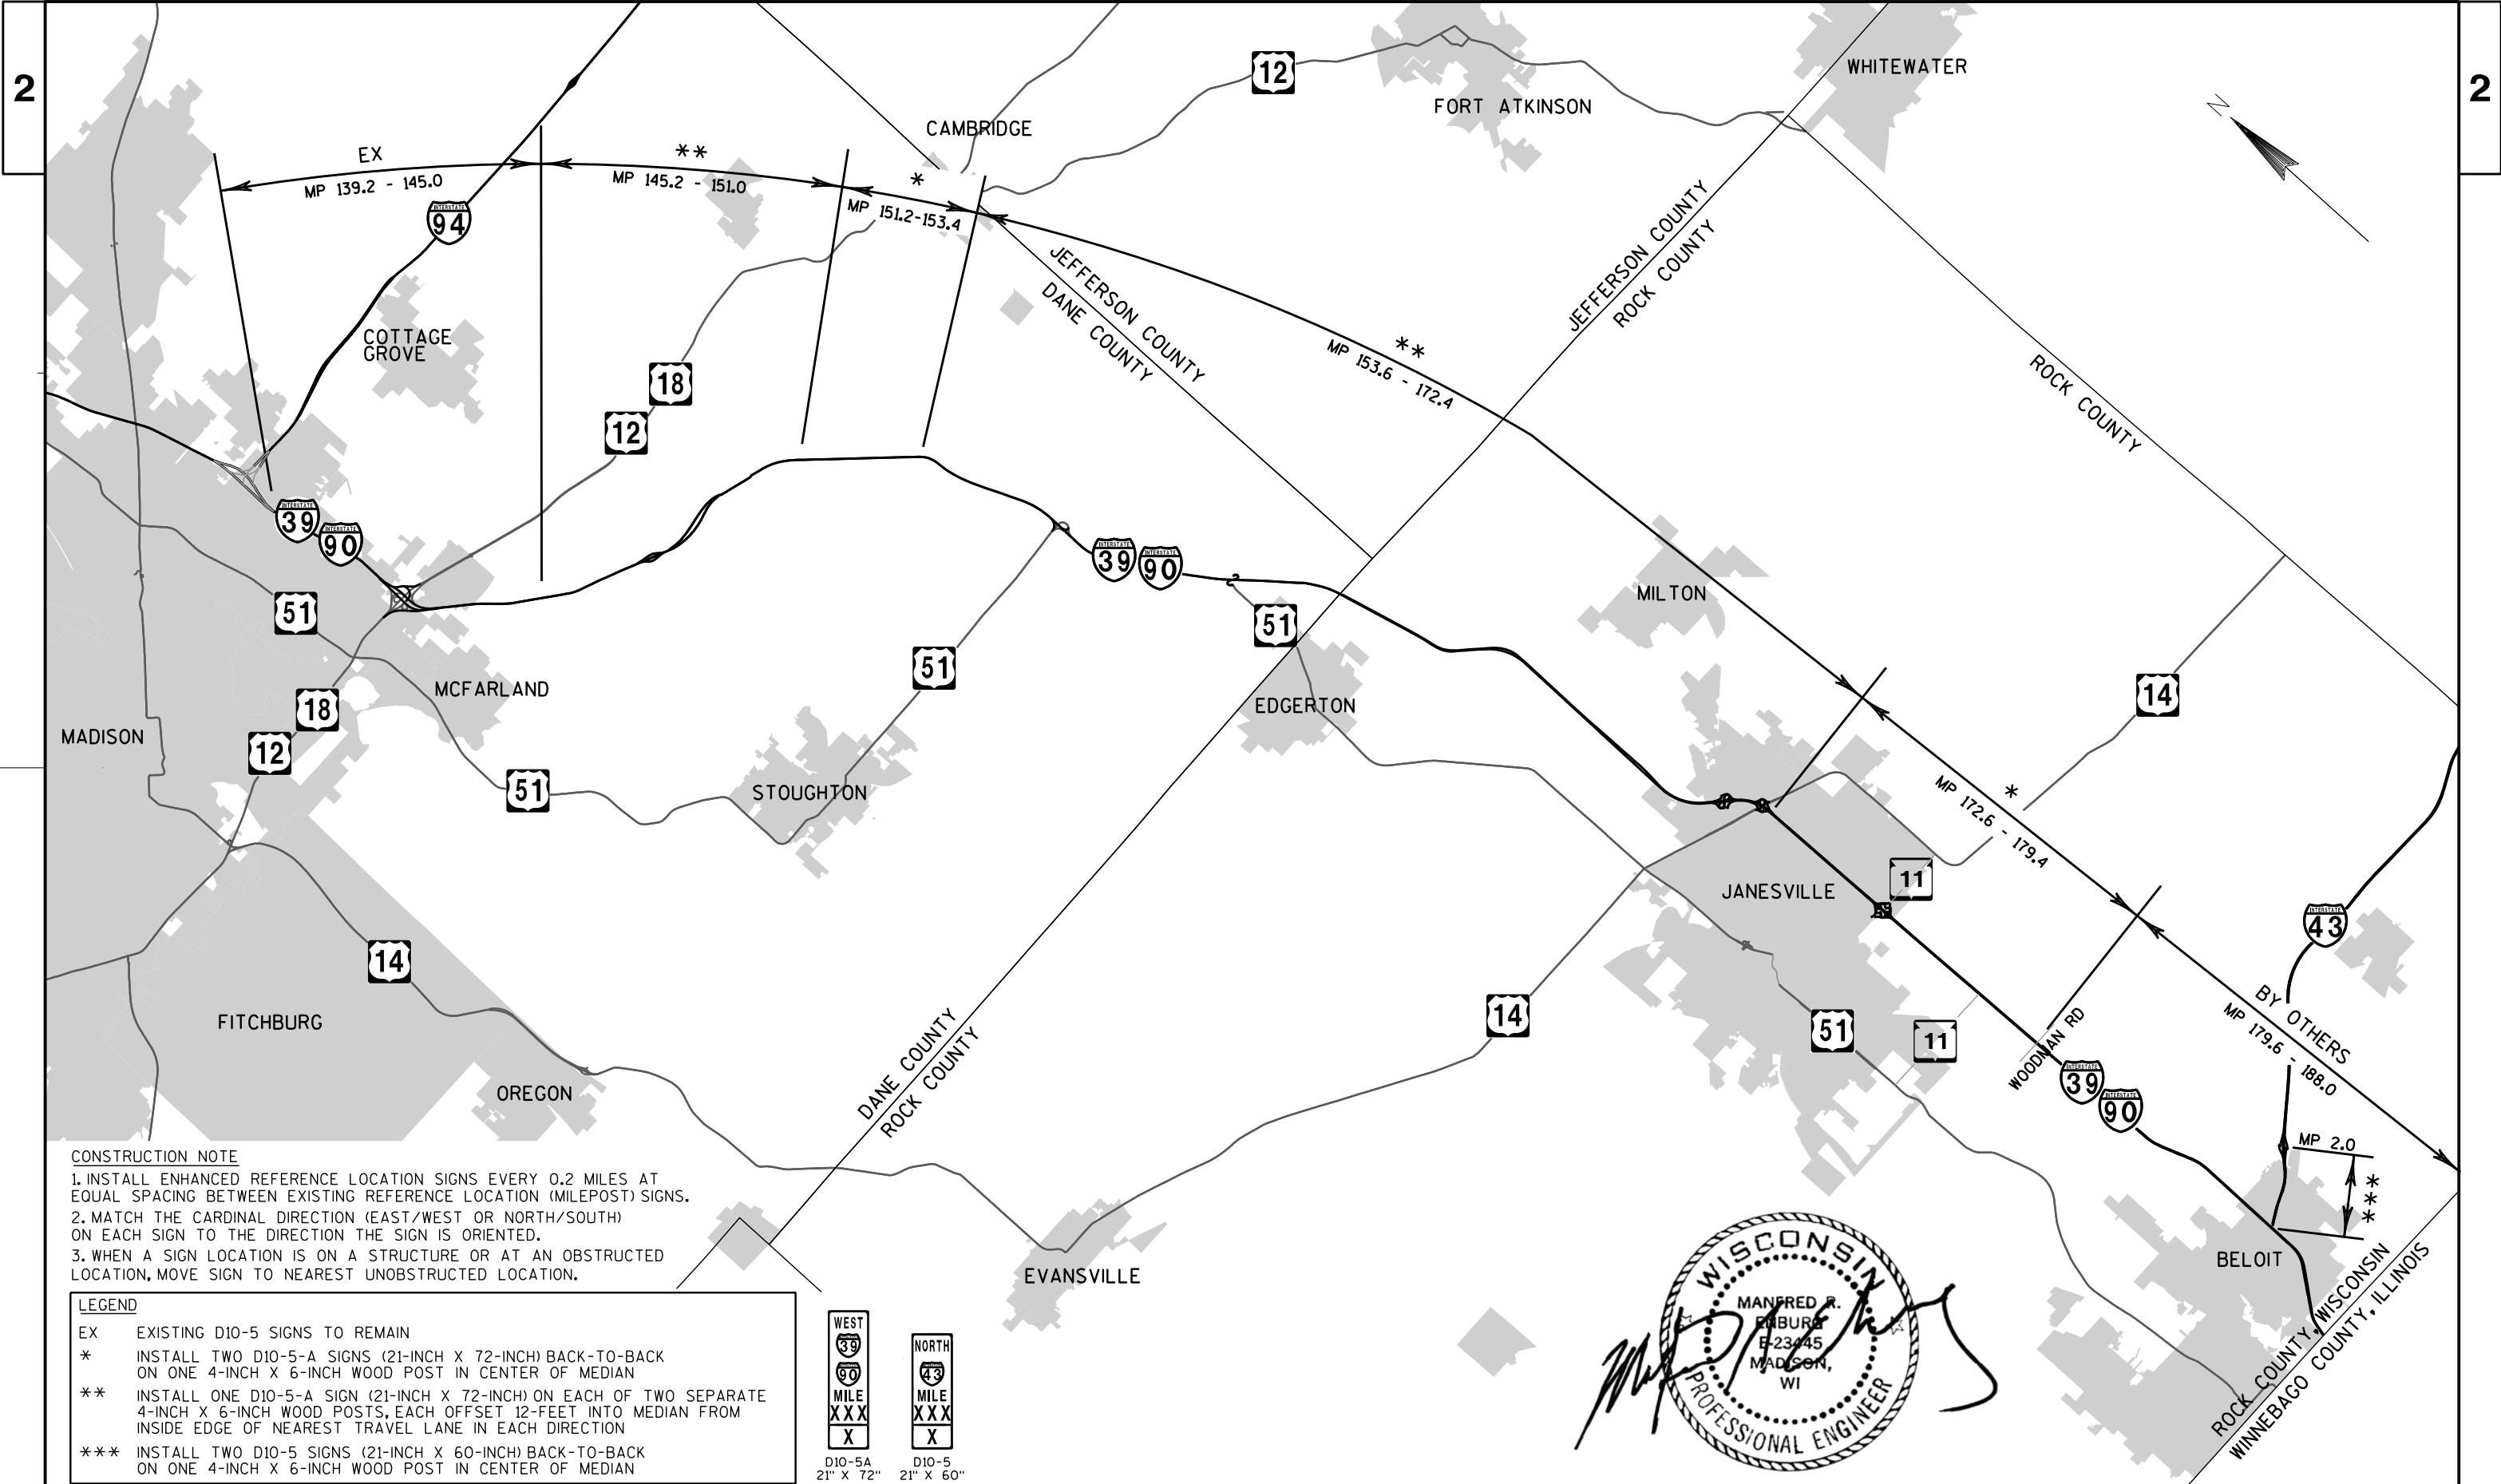 2
2
12
WHITEWATER
FORT ATKINSON
CAMBRIDGE
N
EX
MP 139.2 - 145.0
**
MP 145.2 - 151.0
*
MP 151.2-153.4
INTERSTATE
94
JEFFERSON COUNTY
DANE COUNTY
JEFFERSON COUNTY
ROCK COUNTY
**
MP 153.6 - 172.4
ROCK COUNTY
COTTAGE
GROVE
18
12
INTERSTATE
39
INTERSTATE
90
INTERSTATE
39
INTERSTATE
90
51
51
51
MILTON
14
MCFARLAND
18
EDGERTON
MADISON
12
51
STOUGHTON
*
MP 172.6 - 179.4
11
JANESVILLE
INTERSTATE
43
14
FITCHBURG
14
51
11
WOODMAN RD
BY OTHERS
MP 179.6 - 188.0
INTERSTATE
39
INTERSTATE
90
OREGON
DANE COUNTY
ROCK COUNTY
MP 2.0
***
BELOIT
EVANSVILLE
ROCK COUNTY, WISCONSIN
WINNEBAGO COUNTY, ILLINOIS
CONSTRUCTION NOTE
1. INSTALL ENHANCED REFERENCE LOCATION SIGNS EVERY 0.2 MILES AT
EQUAL SPACING BETWEEN EXISTING REFERENCE LOCATION (MILEPOST) SIGNS.
2. MATCH THE CARDINAL DIRECTION (EAST/WEST OR NORTH/SOUTH)
ON EACH SIGN TO THE DIRECTION THE SIGN IS ORIENTED.
3. WHEN A SIGN LOCATION IS ON A STRUCTURE OR AT AN OBSTRUCTED
LOCATION, MOVE SIGN TO NEAREST UNOBSTRUCTED LOCATION.
LEGEND
EX EXISTING D10-5 SIGNS TO REMAIN
* INSTALL TWO D10-5-A SIGNS (21-INCH X 72-INCH) BACK-TO-BACK
ON ONE 4-INCH X 6-INCH WOOD POST IN CENTER OF MEDIAN
** INSTALL ONE D10-5-A SIGN (21-INCH X 72-INCH) ON EACH OF TWO SEPARATE
4-INCH X 6-INCH WOOD POSTS, EACH OFFSET 12-FEET INTO MEDIAN FROM
INSIDE EDGE OF NEAREST TRAVEL LANE IN EACH DIRECTION
*** INSTALL TWO D10-5 SIGNS (21-INCH X 60-INCH) BACK-TO-BACK
ON ONE 4-INCH X 6-INCH WOOD POST IN CENTER OF MEDIAN
WEST
39
90
MILE
XXX
X
D10-5A
21" X 72"
NORTH
43
MILE
XXX
X
D10-5
21" X 60"
WISCONSIN
MANFRED R.
ENBURG
E-23445
MADISON,
WI
PROFESSIONAL ENGINEER